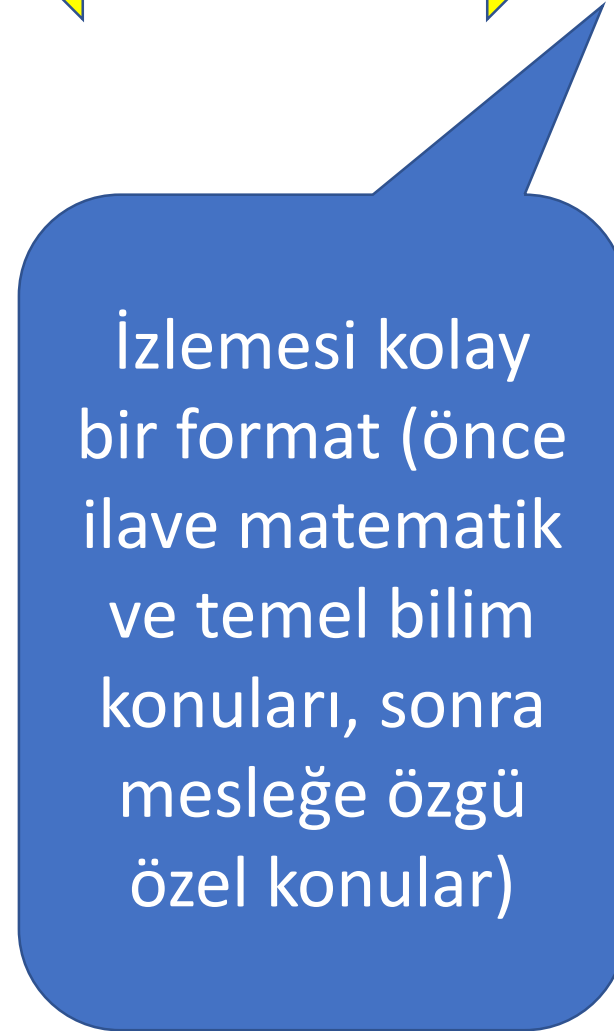 İzlemesi kolay
bir format (önce
ilave matematik
ve temel bilim
konuları, sonra
mesleğe özgü
özel konular)